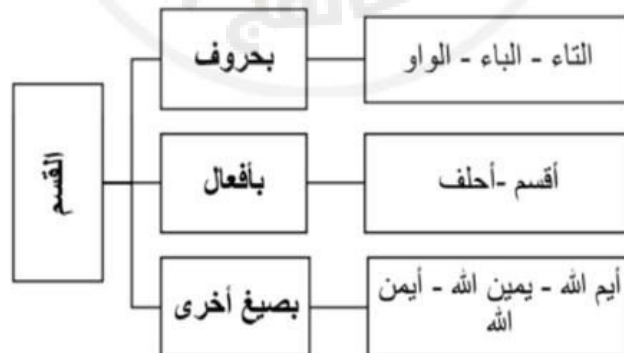 القسم
بحروف
التاء - الباء - الواو
بأفعال
أقسم -أحلف
بصيغ أخرى
أيم الله - يمين الله - أيمن
الله